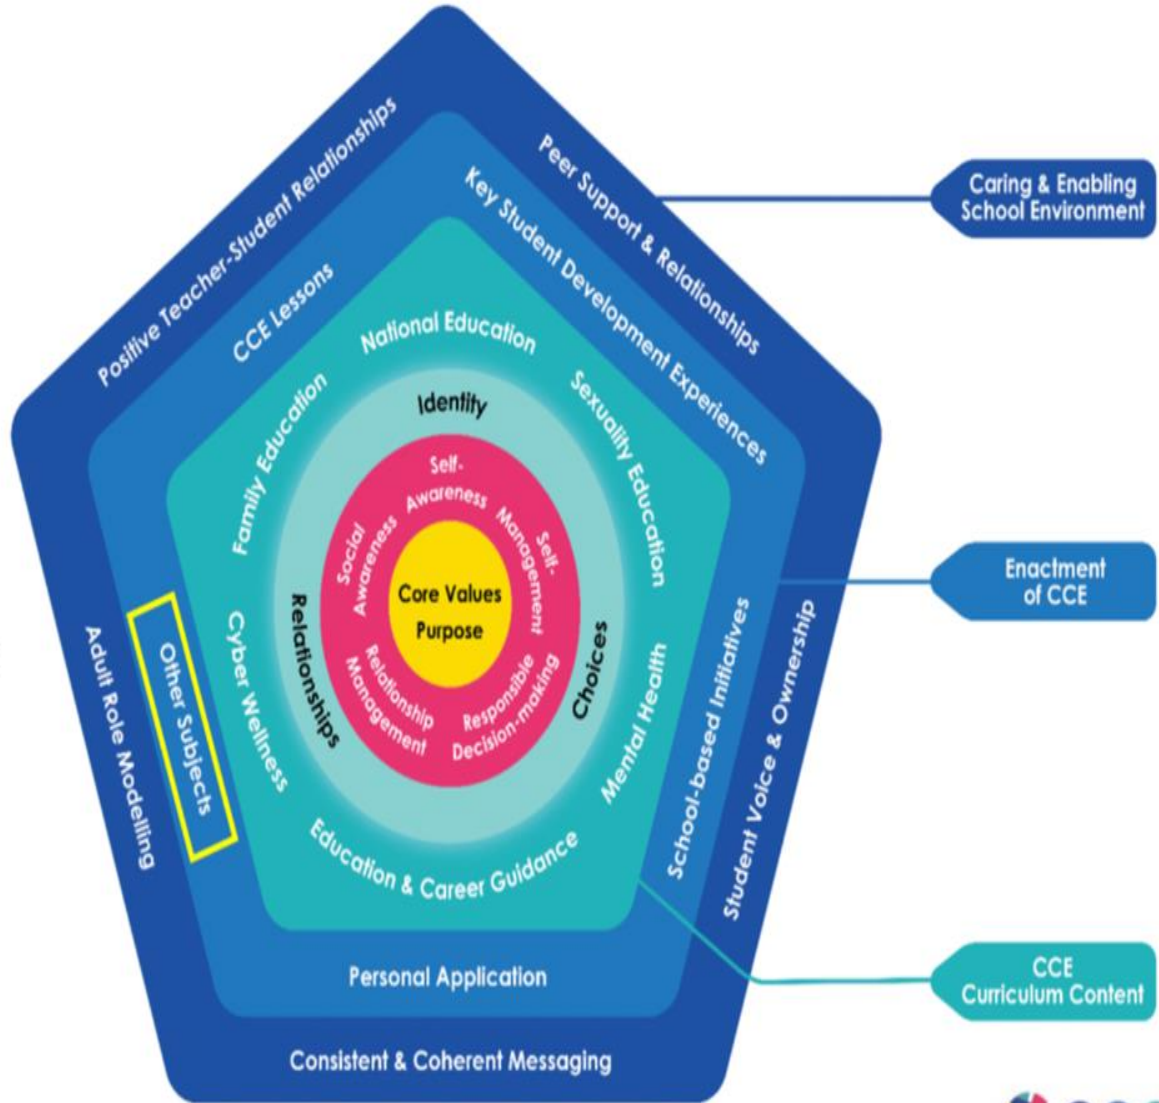 Positive Teacher-Student Relationships
Peer Support & Relationships
Caring & Enabling
School Environment
CCE Lessons
Key Student Development Experiences
National Education
Family Education
Sexuality Education
Identity
Self-
Awareness
Social
Awareness
Self-
Management
Core Values
Purpose
Enactment
of CCE
Relationships
Choices
Relationship
Management
Responsible
Decision-making
Cyber Wellness
Mental Health
Other Subjects
Adult Role Modelling
School-based Initiatives
Student Voice & Ownership
Education & Career Guidance
CCE
Curriculum Content
Personal Application
Consistent & Coherent Messaging